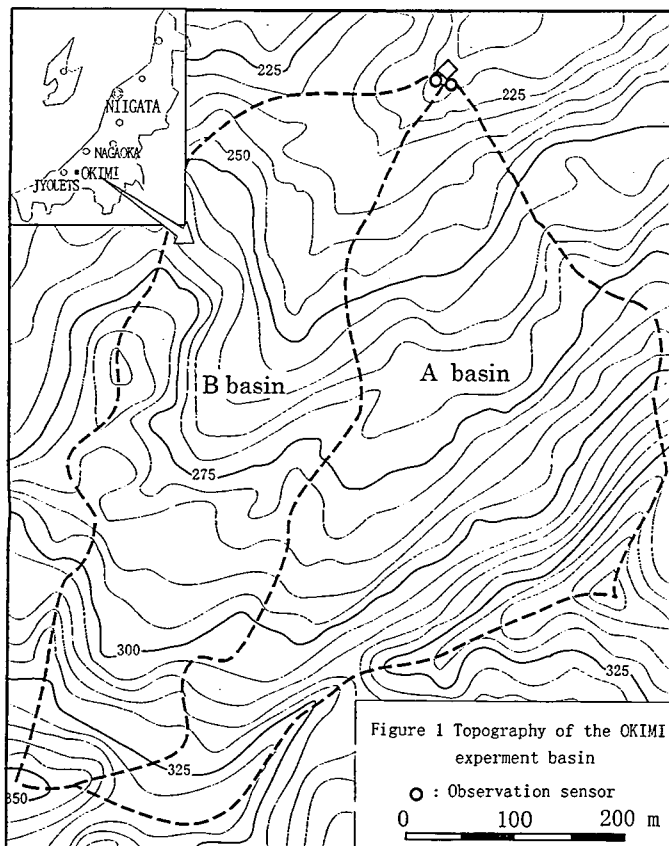 NIIGATA
NAGAOKA
OKIMI
JYOLETS
225
225
250
B basin
A basin
275
300
325
325
350
Figure 1 Topography of the OKIMI
experment basin
O : Observation sensor
0 100 200 m